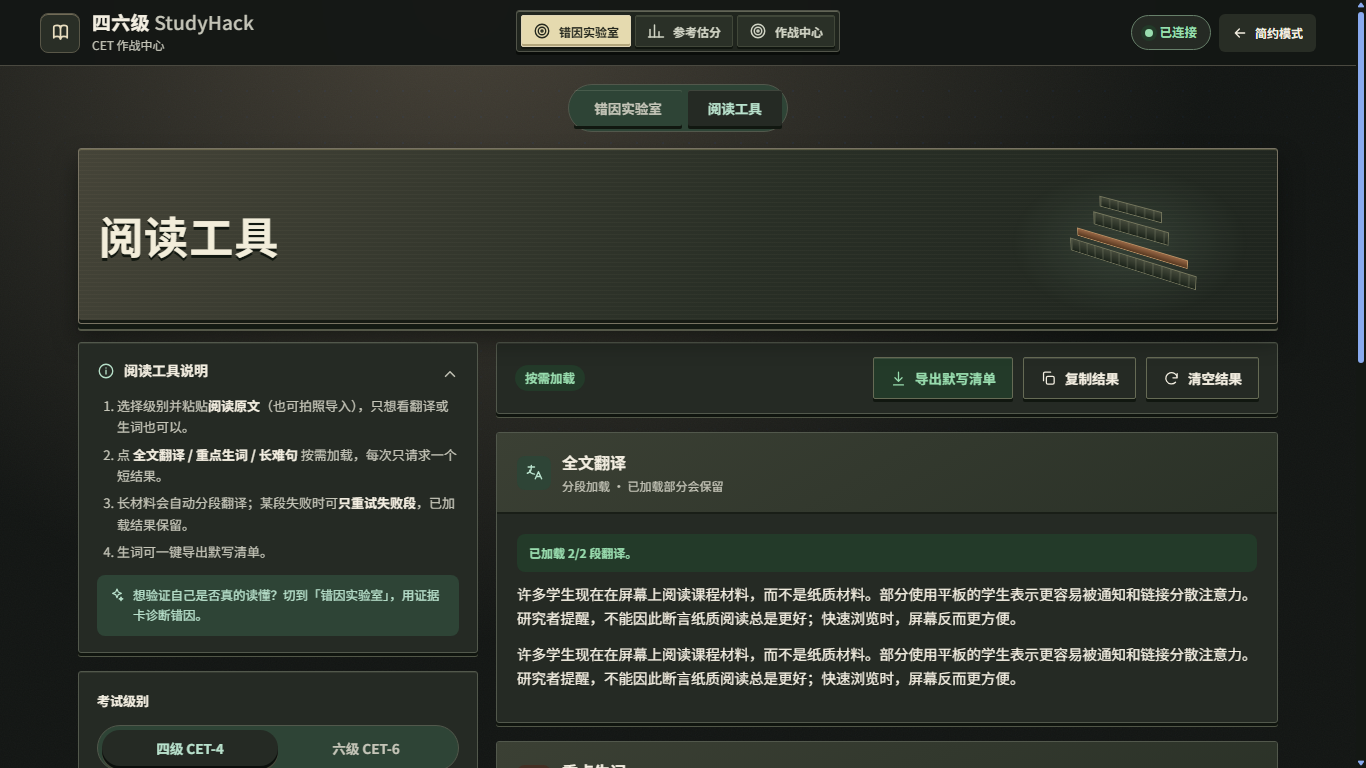 四六级 StudyHack
CET 作战中心
错因实验室
参考估分
作战中心
已连接
简约模式
错因实验室
阅读工具
阅读工具
阅读工具说明
1. 选择级别并粘贴阅读原文（也可拍照导入），只想看翻译或
生词也可以。
2. 点 全文翻译 / 重点生词 / 长难句 按需加载，每次只请求一个
短结果。
3. 长材料会自动分段翻译；某段失败时可只重试失败段，已加
载结果保留。
4. 生词可一键导出默写清单。
想验证自己是否真的读懂？切到「错因实验室」，用证据
卡诊断错因。
考试级别
四级 CET-4
六级 CET-6
按需加载
导出默写清单
复制结果
清空结果
全文翻译
分段加载 · 已加载部分会保留
已加载 2/2 段翻译。
许多学生现在在屏幕上阅读课程材料，而不是纸质材料。部分使用平板的学生表示更容易被通知和链接分散注意力。
研究者提醒，不能因此断言纸质阅读总是更好；快速浏览时，屏幕反而更方便。
许多学生现在在屏幕上阅读课程材料，而不是纸质材料。部分使用平板的学生表示更容易被通知和链接分散注意力。
研究者提醒，不能因此断言纸质阅读总是更好；快速浏览时，屏幕反而更方便。